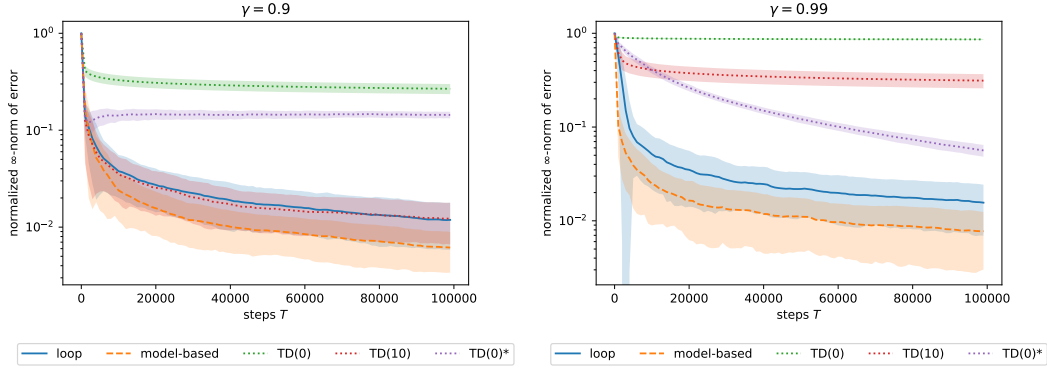 γ = 0.9
normalized ∞-norm of error
10⁰
10⁻¹
10⁻²
0 20000 40000 60000 80000 100000
steps T
loop model-based TD(0) TD(10) TD(0)*
γ = 0.99
normalized ∞-norm of error
10⁰
10⁻¹
10⁻²
0 20000 40000 60000 80000 100000
steps T
loop model-based TD(0) TD(10) TD(0)*